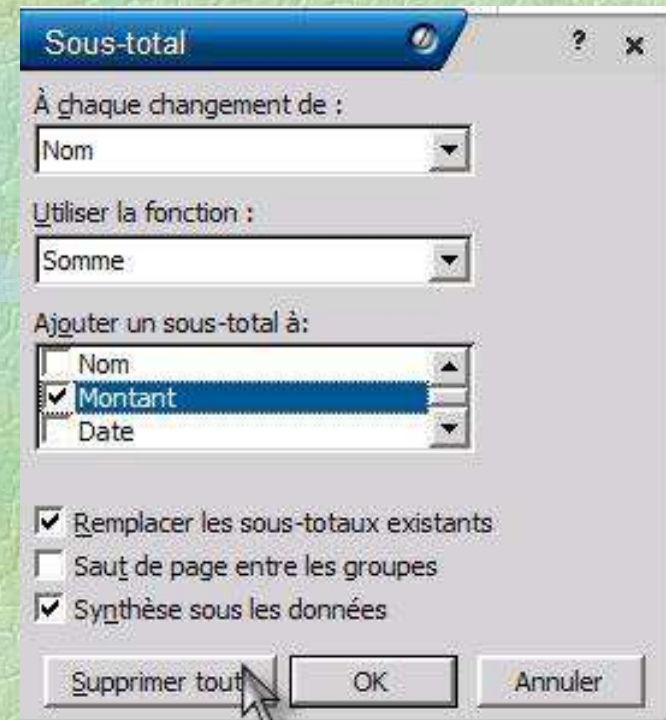 Sous-total
? ×
À chaque changement de :
Nom
Utiliser la fonction :
Somme
Ajouter un sous-total à:
Nom
Montant
Date
Remplacer les sous-totaux existants
Saut de page entre les groupes
Synthèse sous les données
Supprimer tout OK Annuler